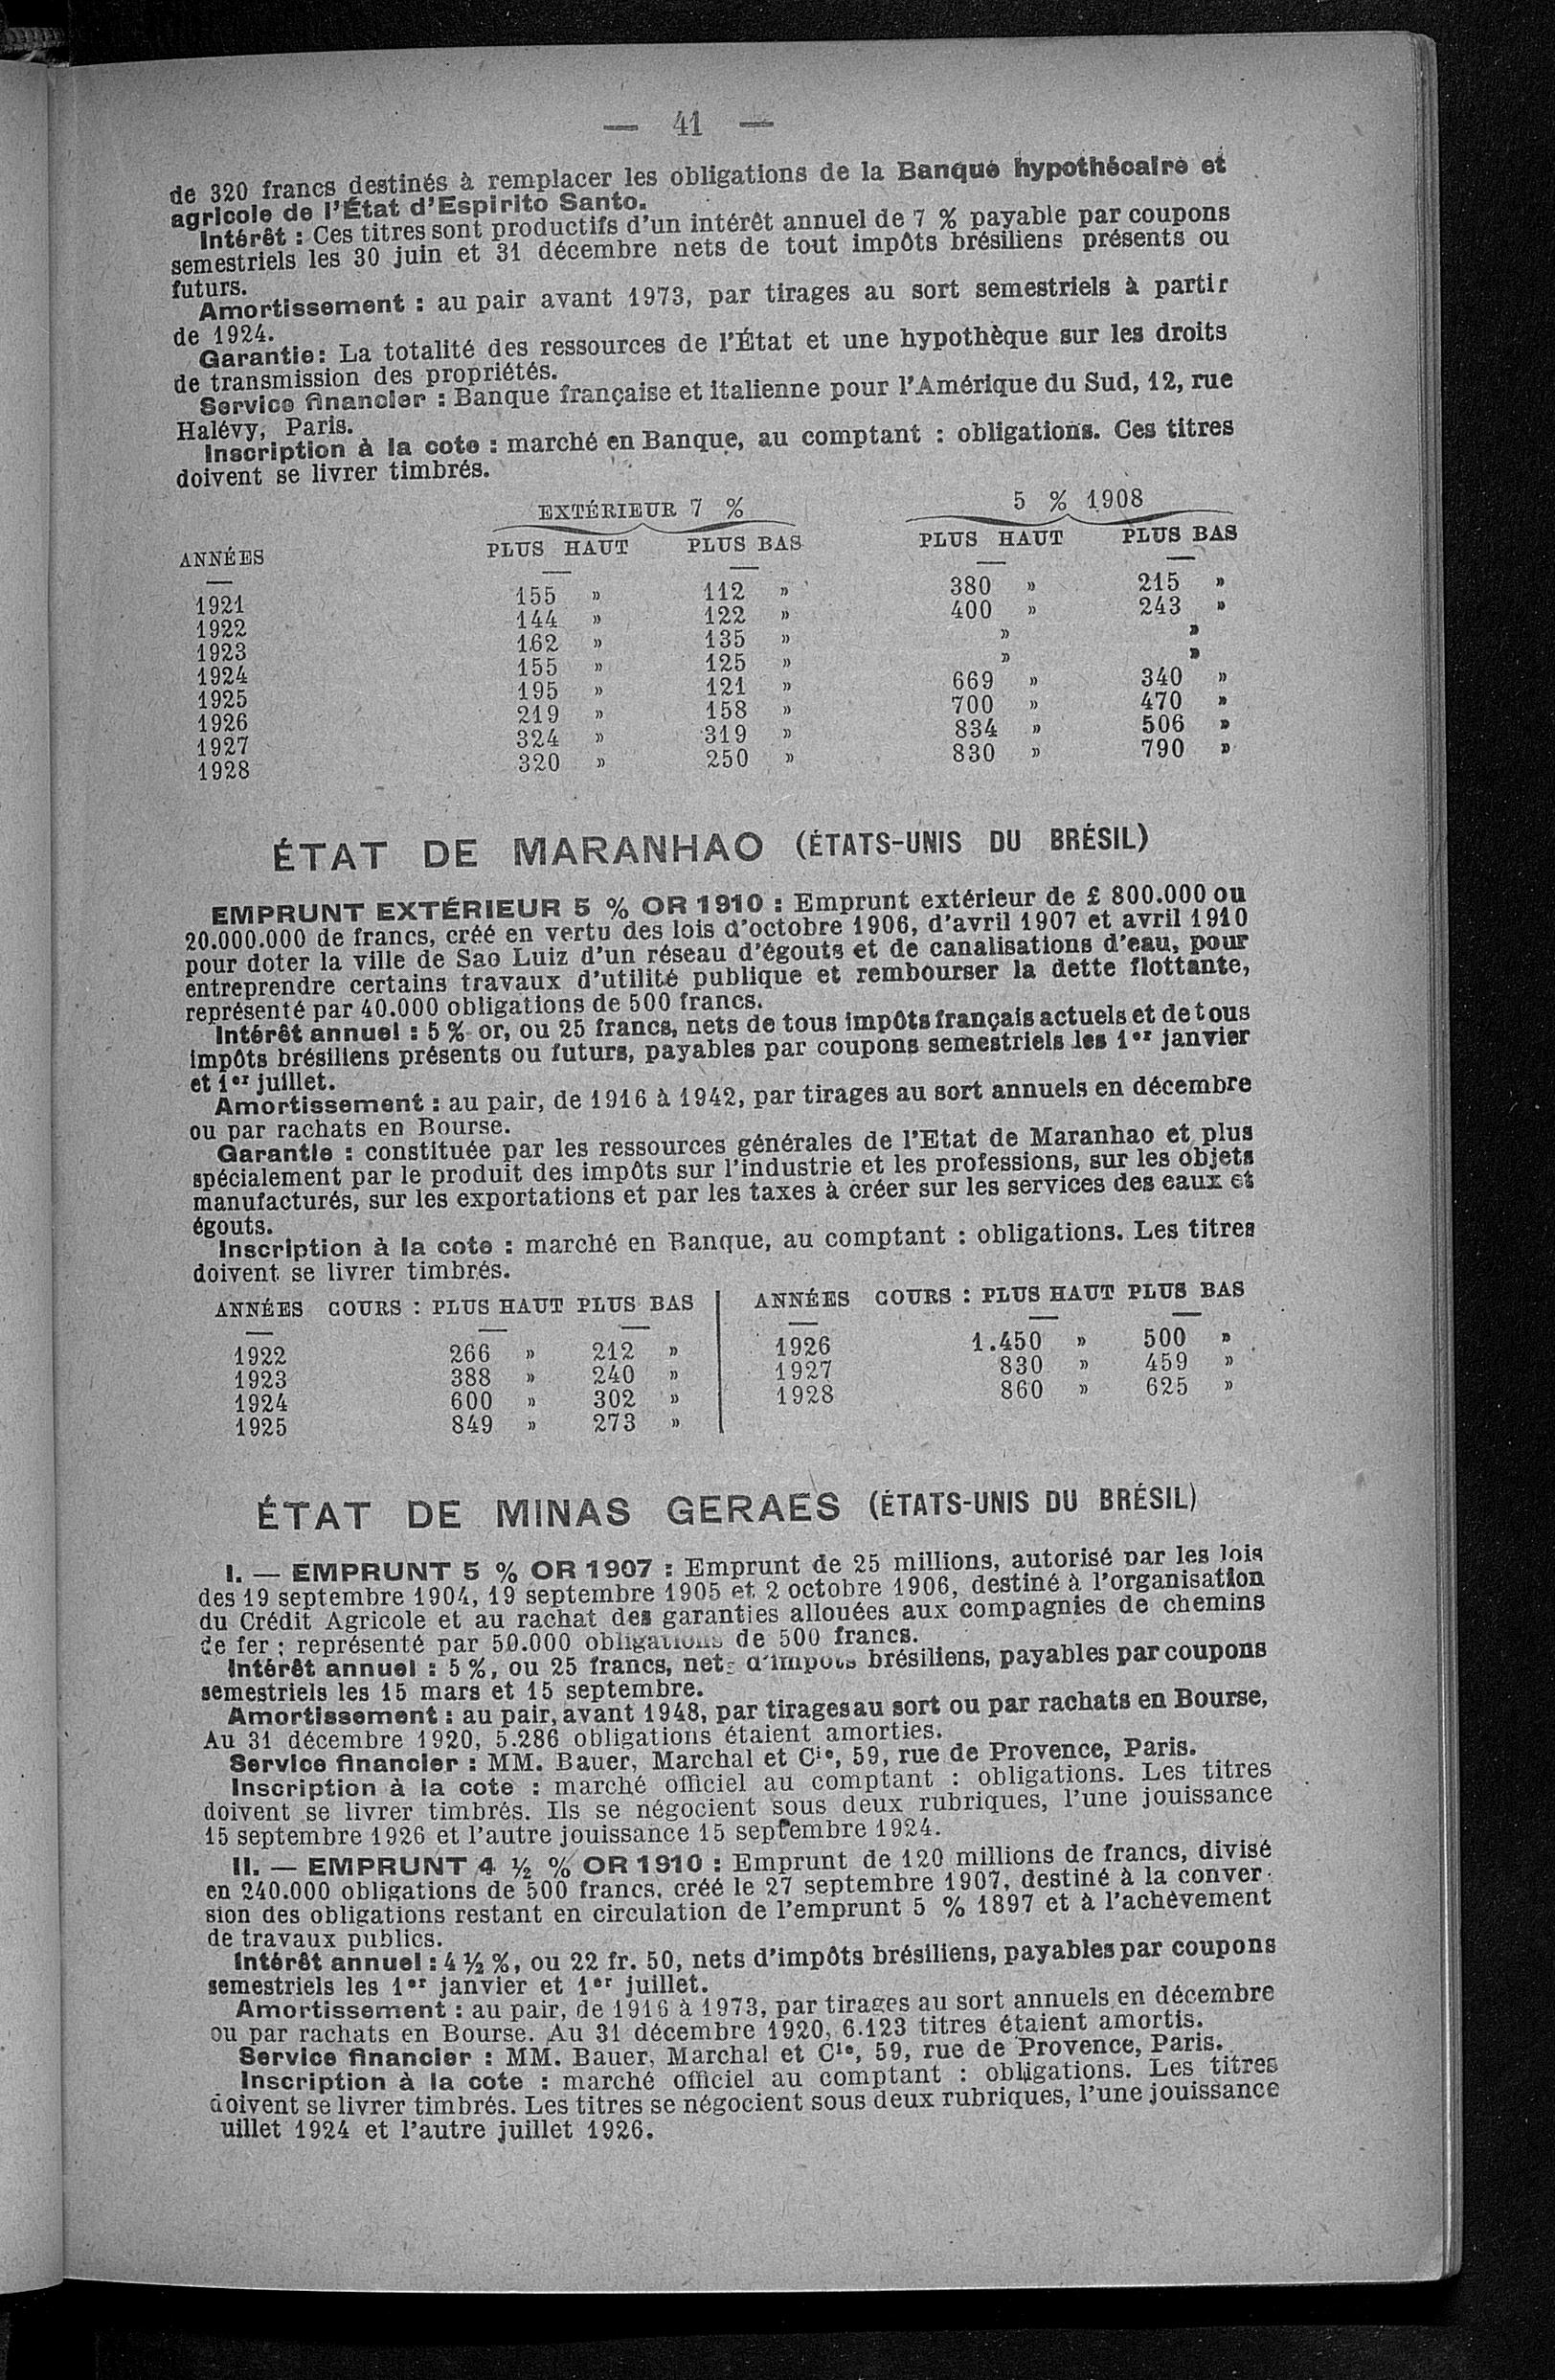 — 41 —
de 320 francs destinés à remplacer les obligations de la Banque hypothécaire et
agricole de l'État d'Espirito Santo.
Intérêt : Ces titres sont productifs d'un intérêt annuel de 7 % payable par coupons
semestriels les 30 juin et 31 décembre nets de tout impôts brésiliens présents ou
futurs.
Amortissement : au pair avant 1973, par tirages au sort semestriels à partir
de 1924.
Garantie: La totalité des ressources de l'État et une hypothèque sur les droits
de transmission des propriétés.
Service financier : Banque française et italienne pour l'Amérique du Sud, 12, rue
Halévy, Paris.
Inscription à la cote : marché en Banque, au comptant : obligations. Ces titres
doivent se livrer timbrés.
EXTÉRIEUR 7 % 5 % 1908
ANNÉES PLUS HAUT PLUS BAS PLUS HAUT PLUS BAS
1921 155 » 112 » 380 » 215 »
1922 144 » 122 » 400 » 243 »
1923 162 » 135 » » »
1924 155 » 125 » » »
1925 195 » 121 » 669 » 340 »
1926 219 » 158 » 700 » 470 »
1927 324 » 319 » 834 » 506 »
1928 320 » 250 » 830 » 790 »
ÉTAT DE MARANHAO (ÉTATS-UNIS DU BRÉSIL)
EMPRUNT EXTÉRIEUR 5 % OR 1910 : Emprunt extérieur de £ 800.000 ou
20.000.000 de francs, créé en vertu des lois d'octobre 1906, d'avril 1907 et avril 1910
pour doter la ville de Sao Luiz d'un réseau d'égouts et de canalisations d'eau, pour
entreprendre certains travaux d'utilité publique et rembourser la dette flottante,
représenté par 40.000 obligations de 500 francs.
Intérêt annuel : 5 % or, ou 25 francs, nets de tous impôts français actuels et de tous
impôts brésiliens présents ou futurs, payables par coupons semestriels les 1er janvier
et 1er juillet.
Amortissement : au pair, de 1916 à 1942, par tirages au sort annuels en décembre
ou par rachats en Bourse.
Garantie : constituée par les ressources générales de l'Etat de Maranhao et plus
spécialement par le produit des impôts sur l'industrie et les professions, sur les objets
manufacturés, sur les exportations et par les taxes à créer sur les services des eaux et
égouts.
Inscription à la cote : marché en Banque, au comptant : obligations. Les titres
doivent se livrer timbrés.
ANNÉES COURS : PLUS HAUT PLUS BAS ANNÉES COURS : PLUS HAUT PLUS BAS
1922 266 » 212 » 1926 1.450 » 500 »
1923 388 » 240 » 1927 830 » 459 »
1924 600 » 302 » 1928 860 » 625 »
1925 849 » 273 »
ÉTAT DE MINAS GERAES (ÉTATS-UNIS DU BRÉSIL)
I. — EMPRUNT 5 % OR 1907 : Emprunt de 25 millions, autorisé par les lois
des 19 septembre 1904, 19 septembre 1905 et 2 octobre 1906, destiné à l'organisation
du Crédit Agricole et au rachat des garanties allouées aux compagnies de chemins
de fer ; représenté par 50.000 obligations de 500 francs.
Intérêt annuel : 5 %, ou 25 francs, nets d'impôts brésiliens, payables par coupons
semestriels les 15 mars et 15 septembre.
Amortissement : au pair, avant 1948, par tirages au sort ou par rachats en Bourse,
Au 31 décembre 1920, 5.286 obligations étaient amorties.
Service financier : MM. Bauer, Marchal et Cie, 59, rue de Provence, Paris.
Inscription à la cote : marché officiel au comptant : obligations. Les titres
doivent se livrer timbrés. Ils se négocient sous deux rubriques, l'une jouissance
15 septembre 1926 et l'autre jouissance 15 septembre 1924.
II. — EMPRUNT 4 ½ % OR 1910 : Emprunt de 120 millions de francs, divisé
en 240.000 obligations de 500 francs, créé le 27 septembre 1907, destiné à la conver-
sion des obligations restant en circulation de l'emprunt 5 % 1897 et à l'achèvement
de travaux publics.
Intérêt annuel : 4 ½ %, ou 22 fr. 50, nets d'impôts brésiliens, payables par coupons
semestriels les 1er janvier et 1er juillet.
Amortissement : au pair, de 1916 à 1973, par tirages au sort annuels en décembre
ou par rachats en Bourse. Au 31 décembre 1920, 6.123 titres étaient amortis.
Service financier : MM. Bauer, Marchal et Cie, 59, rue de Provence, Paris.
Inscription à la cote : marché officiel au comptant : obligations. Les titres
doivent se livrer timbrés. Les titres se négocient sous deux rubriques, l'une jouissance
uillet 1924 et l'autre juillet 1926.